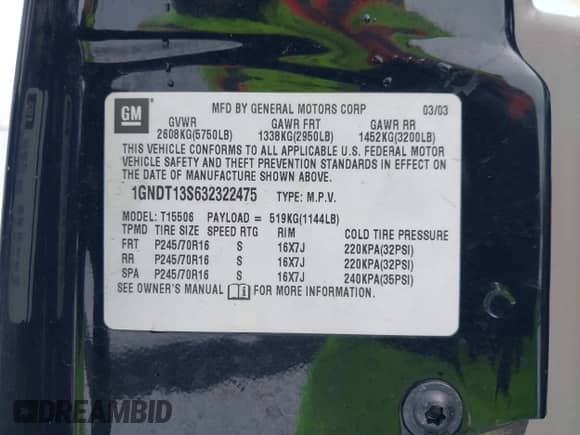 GM
MFD BY GENERAL MOTORS CORP 03/03
GVWR GAWR FRT GAWR RR
2608KG(5750LB) 1338KG(2950LB) 1452KG(3200LB)
THIS VEHICLE CONFORMS TO ALL APPLICABLE U.S. FEDERAL MOTOR
VEHICLE SAFETY AND THEFT PREVENTION STANDARDS IN EFFECT ON
THE DATE OF MANUFACTURE SHOWN ABOVE.
1GNDT13S632322475 TYPE: M.P.V.
MODEL: T15506 PAYLOAD = 519KG(1144LB)
TPMD TIRE SIZE SPEED RTG RIM COLD TIRE PRESSURE
FRT P245/70R16 S 16X7J 220KPA(32PSI)
RR P245/70R16 S 16X7J 220KPA(32PSI)
SPA P245/70R16 S 16X7J 240KPA(35PSI)
SEE OWNER'S MANUAL FOR MORE INFORMATION.
DREAMBID